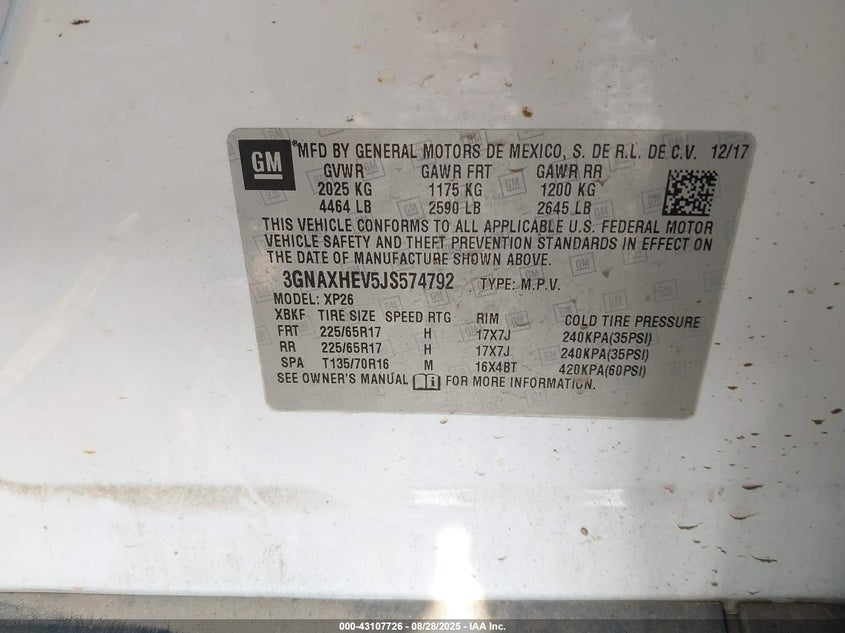 GM *MFD BY GENERAL MOTORS DE MEXICO, S. DE R.L. DE C.V. 12/17
GVWR GAWR FRT GAWR RR
2025 KG 1175 KG 1200 KG
4464 LB 2590 LB 2645 LB
THIS VEHICLE CONFORMS TO ALL APPLICABLE U.S. FEDERAL MOTOR
VEHICLE SAFETY AND THEFT PREVENTION STANDARDS IN EFFECT ON
THE DATE OF MANUFACTURE SHOWN ABOVE.
3GNAXHEV5JS574792 TYPE: M.P.V.
MODEL: XP26
XBKF TIRE SIZE SPEED RTG RIM COLD TIRE PRESSURE
FRT 225/65R17 H 17X7J 240KPA(35PSI)
RR 225/65R17 H 17X7J 240KPA(35PSI)
SPA T135/70R16 M 16X4BT 420KPA(60PSI)
SEE OWNER'S MANUAL FOR MORE INFORMATION.
000-43107726 - 08/28/2025 - IAA Inc.